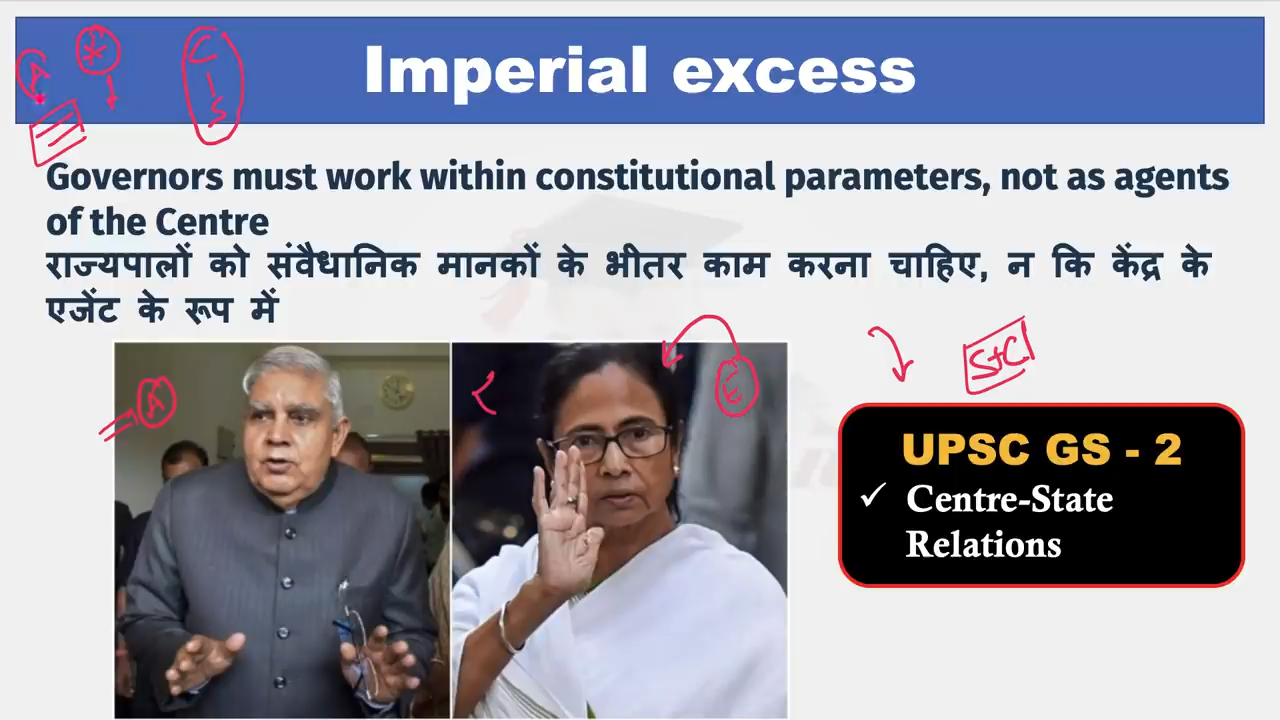 Imperial excess
A
*
C
I
S
Governors must work within constitutional parameters, not as agents
of the Centre
राज्यपालों को संवैधानिक मानकों के भीतर काम करना चाहिए, न कि केंद्र के
एजेंट के रूप में
A
E
S+C
UPSC GS - 2
✓ Centre-State
Relations